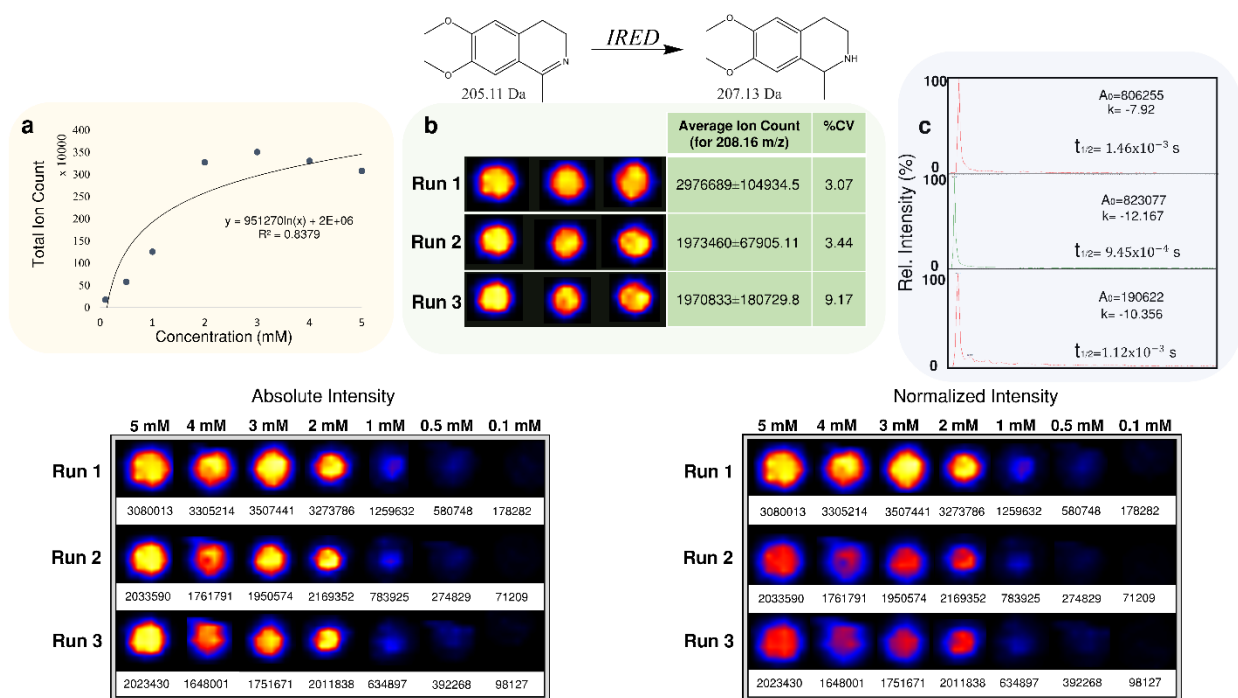 O
O
N
205.11 Da
IRED
O
O
NH
207.13 Da
a
Total Ion Count
x 10000
400
350
300
250
200
150
100
50
0
0 1 2 3 4 5
y = 951270ln(x) + 2E+06
R² = 0.8379
Concentration (mM)
b
Average Ion Count (for 208.16 m/z) %CV
Run 1 2976689±104934.5 3.07
Run 2 1973460±67905.11 3.44
Run 3 1970833±180729.8 9.17
c
Rel. Intensity (%)
100
0
A₀=806255
k= -7.92
t₁/₂= 1.46x10⁻³ s
100
0
A₀=823077
k= -12.167
t₁/₂= 9.45x10⁻⁴ s
100
0
A₀=190622
k= -10.356
t₁/₂=1.12x10⁻³ s
Absolute Intensity
5 mM 4 mM 3 mM 2 mM 1 mM 0.5 mM 0.1 mM
Run 1
3080013 3305214 3507441 3273786 1259632 580748 178282
Run 2
2033590 1761791 1950574 2169352 783925 274829 71209
Run 3
2023430 1648001 1751671 2011838 634897 392268 98127
Normalized Intensity
5 mM 4 mM 3 mM 2 mM 1 mM 0.5 mM 0.1 mM
Run 1
3080013 3305214 3507441 3273786 1259632 580748 178282
Run 2
2033590 1761791 1950574 2169352 783925 274829 71209
Run 3
2023430 1648001 1751671 2011838 634897 392268 98127